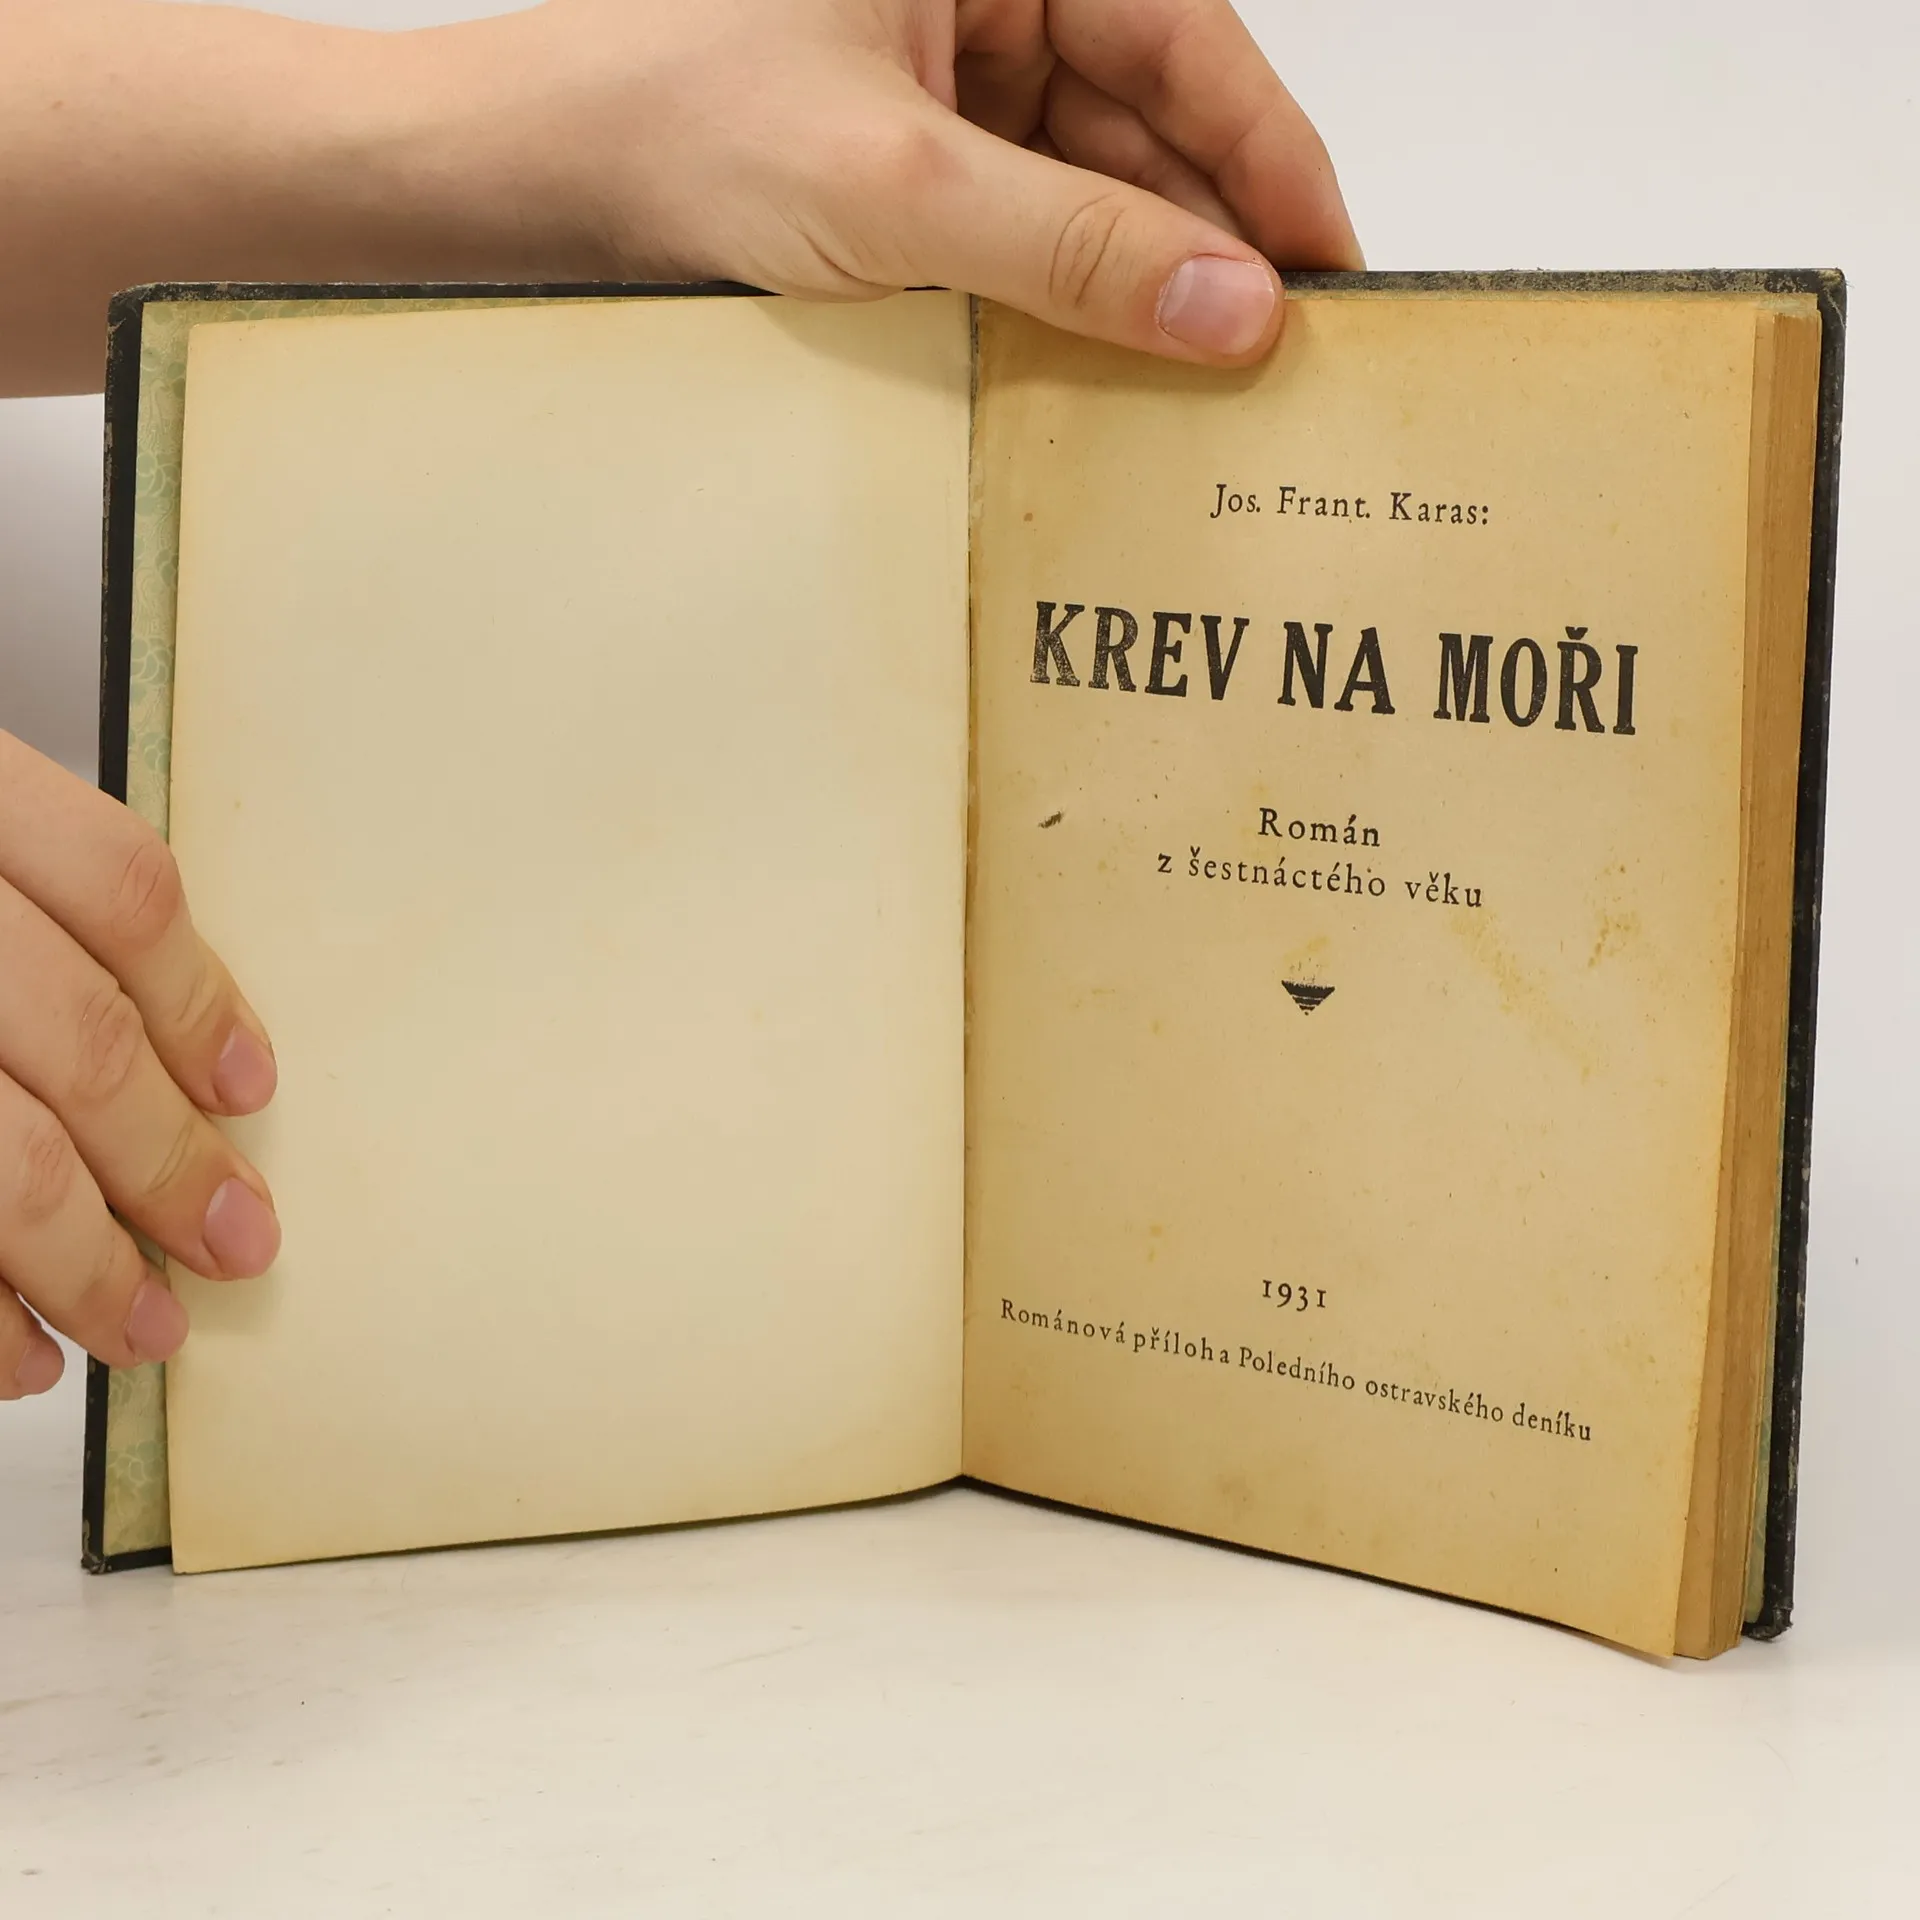 Jos. Frant. Karas:
KREV NA MOŘI
Román
z šestnáctého věku
1931
Románová příloha Poledního ostravského deníku